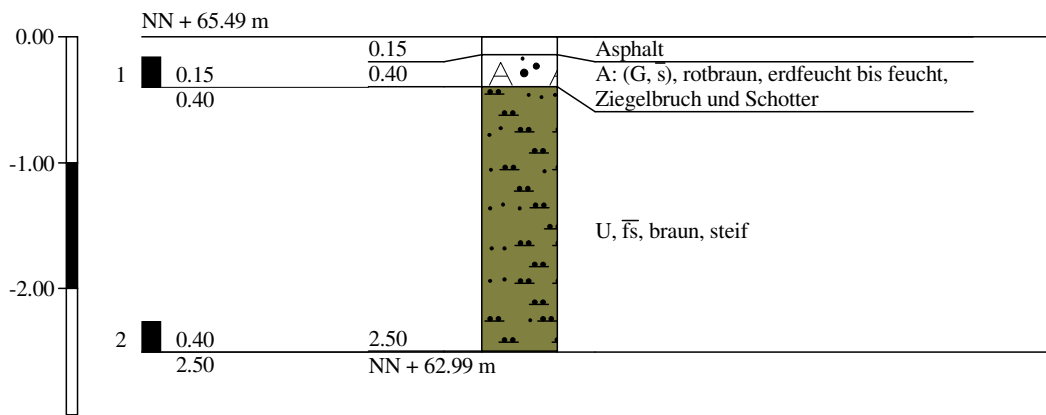 NN + 65.49 m
0.00
0.15 Asphalt
1 0.15 0.40 A: (G, s̅), rotbraun, erdfeucht bis feucht,
0.40 Ziegelbruch und Schotter
A A
-1.00
U, f̅s̅, braun, steif
-2.00
2 0.40 2.50
2.50 NN + 62.99 m